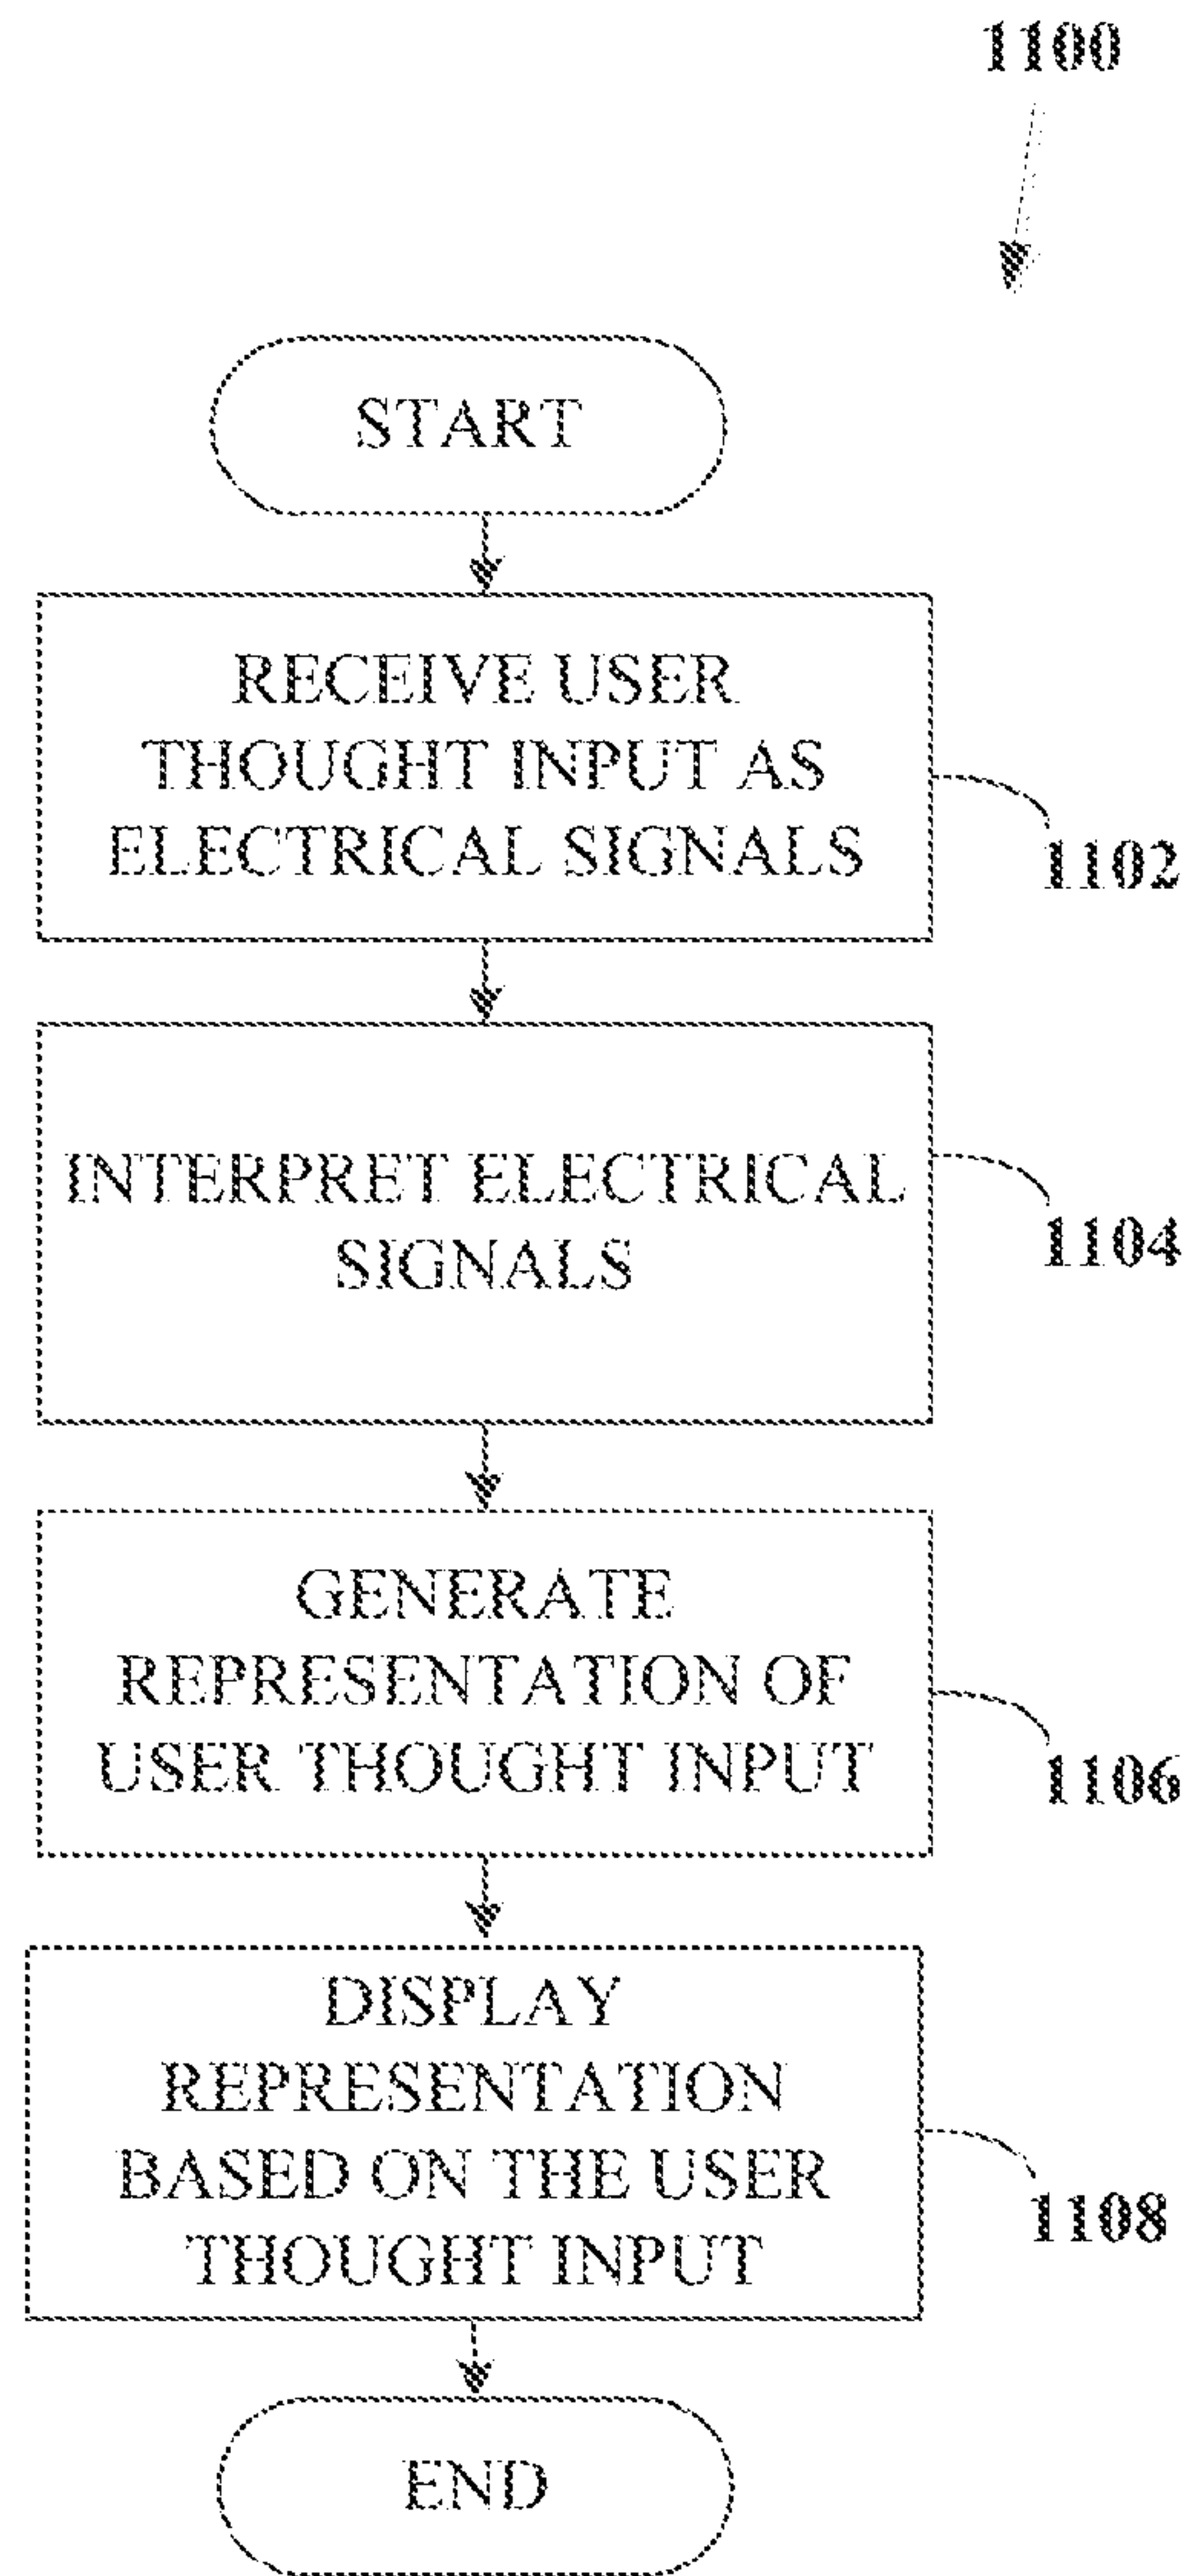 1100
START
RECEIVE USER
THOUGHT INPUT AS
ELECTRICAL SIGNALS
1102
INTERPRET ELECTRICAL
SIGNALS
1104
GENERATE
REPRESENTATION OF
USER THOUGHT INPUT
1106
DISPLAY
REPRESENTATION
BASED ON THE USER
THOUGHT INPUT
1108
END